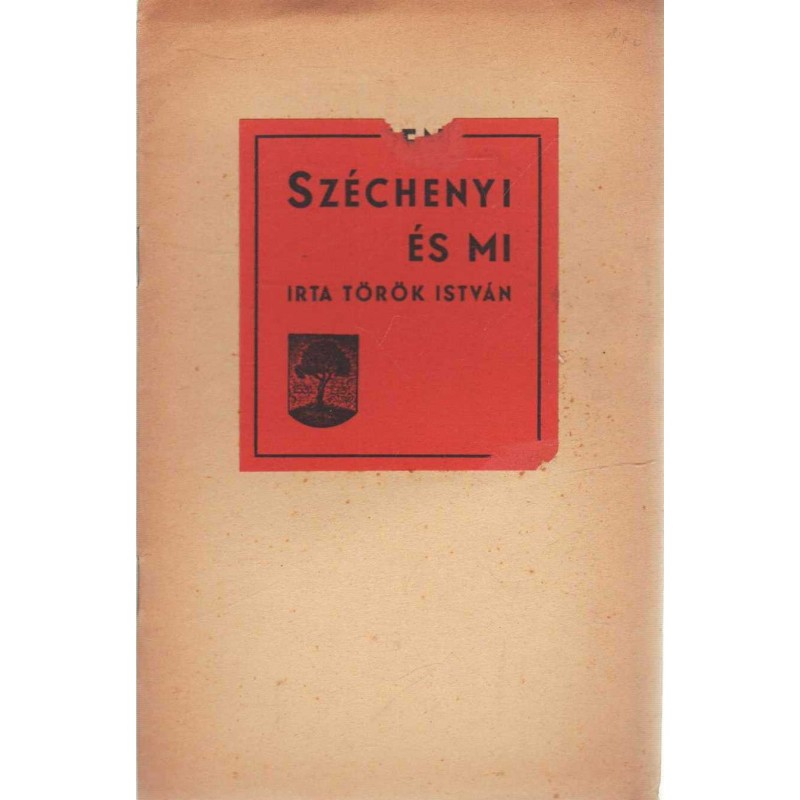 SZÉCHENYI
ÉS MI
IRTA TÖRÖK ISTVÁN